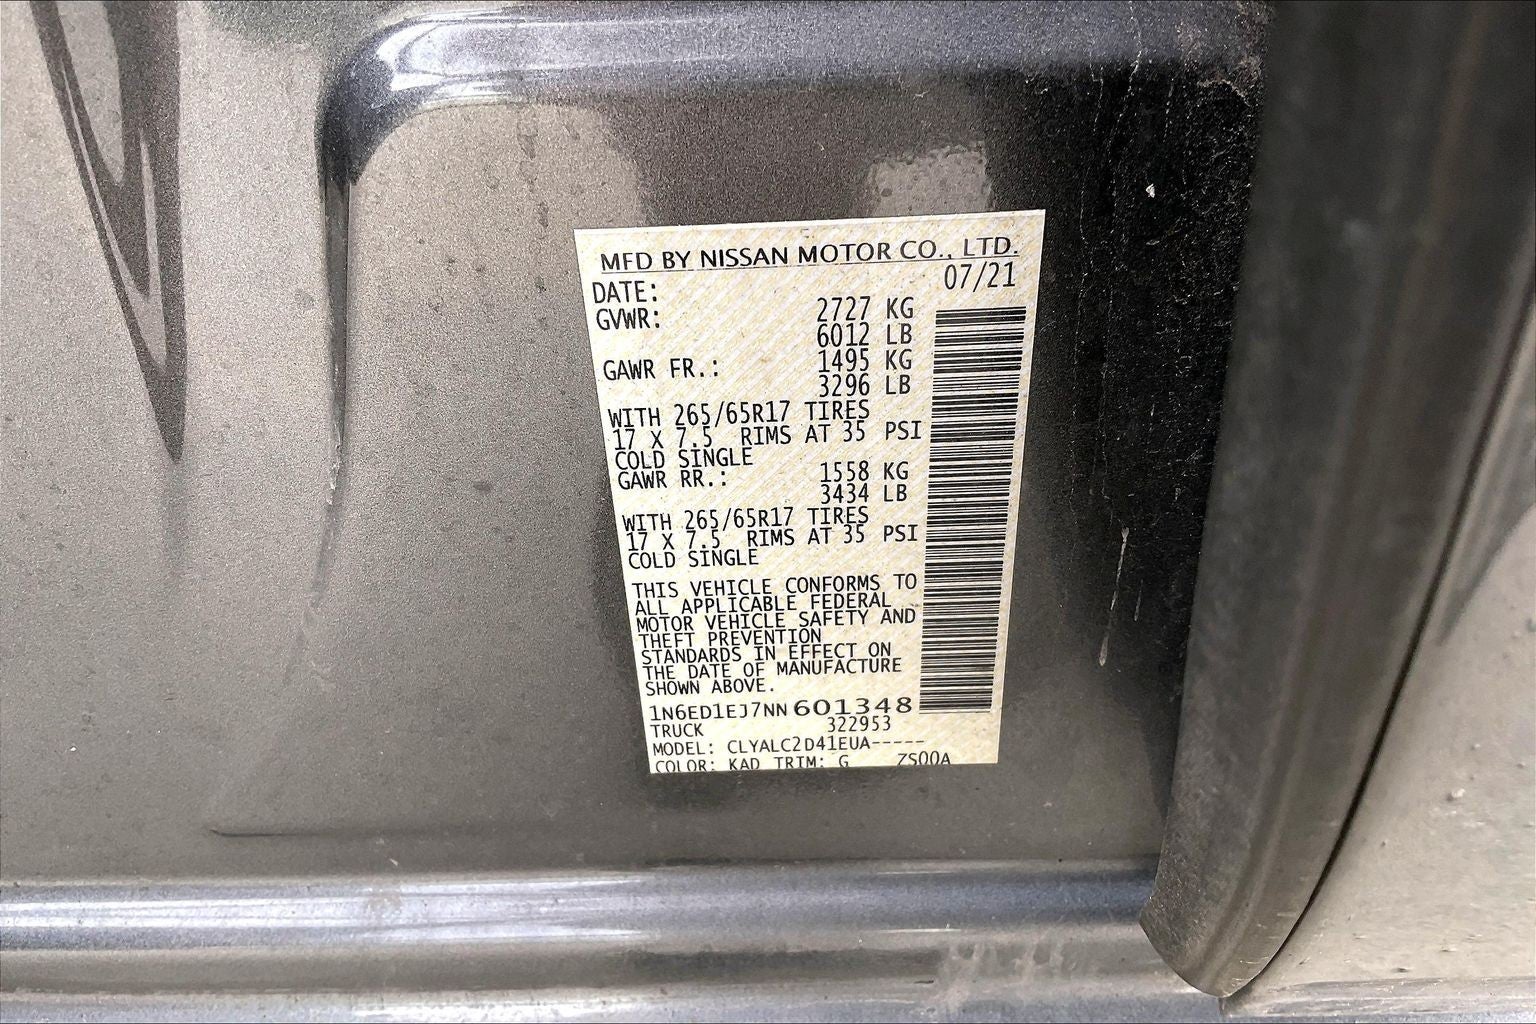 MFD BY NISSAN MOTOR CO., LTD.
DATE: 07/21
GVWR: 2727 KG
6012 LB
GAWR FR.: 1495 KG
3296 LB
WITH 265/65R17 TIRES
17 X 7.5 RIMS AT 35 PSI
COLD SINGLE
GAWR RR.: 1558 KG
3434 LB
WITH 265/65R17 TIRES
17 X 7.5 RIMS AT 35 PSI
COLD SINGLE
THIS VEHICLE CONFORMS TO
ALL APPLICABLE FEDERAL
MOTOR VEHICLE SAFETY AND
THEFT PREVENTION
STANDARDS IN EFFECT ON
THE DATE OF MANUFACTURE
SHOWN ABOVE.
1N6ED1EJ7NN601348
TRUCK 322953
MODEL: CLYALC2D41EUA-----
COLOR: KAD TRIM: G ZS00A